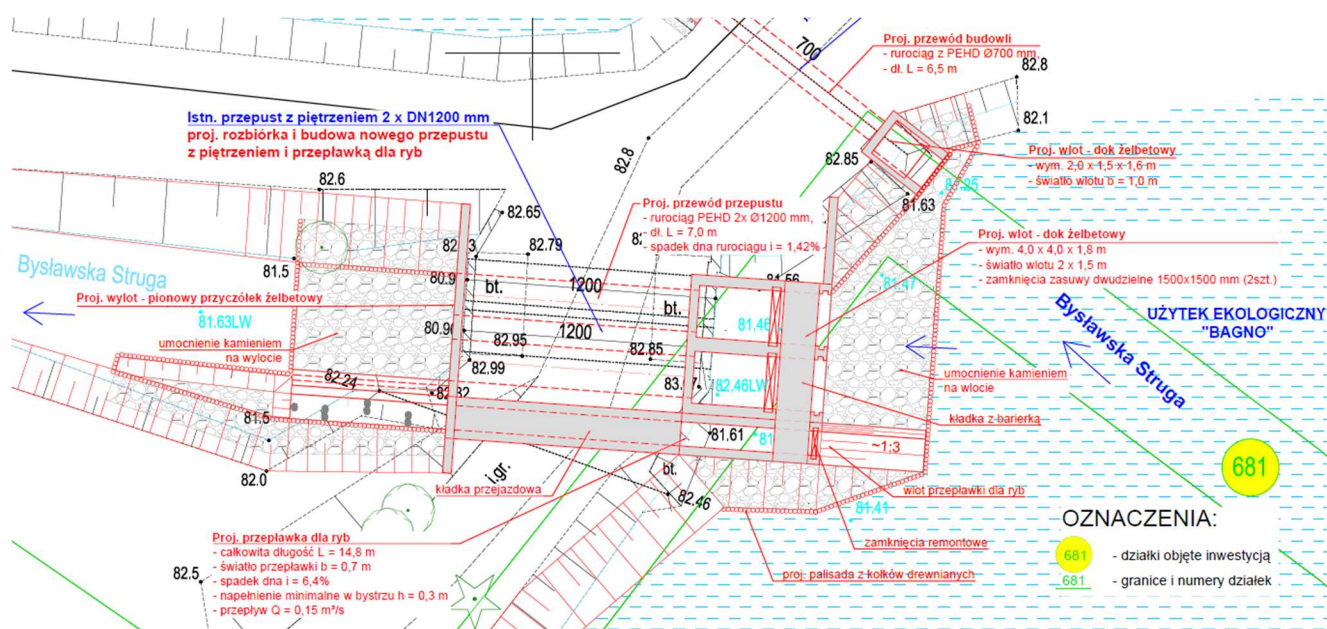 700
Proj. przewód budowli
- rurociąg z PEHD Ø700 mm,
- dł. L = 6,5 m
82.8
82.1
Istn. przepust z piętrzeniem 2 x DN1200 mm
proj. rozbiórka i budowa nowego przepustu
z piętrzeniem i przepławką dla ryb
82.8
82.85
Proj. wlot - dok żelbetowy
- wym. 2,0 x 1,5 x 1,6 m
- światło wlotu b = 1,0 m
82.6
82.65
81.63
Proj. przewód przepustu
- rurociąg PEHD 2x Ø1200 mm,
- dł. L = 7,0 m
- spadek dna rurociągu i = 1,42%
82.79
Proj. wlot - dok żelbetowy
- wym. 4,0 x 4,0 x 1,8 m
- światło wlotu 2 x 1,5 m
- zamknięcia zasuwy dwudzielne 1500x1500 mm (2szt.)
81.5
Bysławska Struga
81.56
81.47
1200
bt.
bt.
Proj. wylot - pionowy przyczółek żelbetowy
81.63LW
81.46
Bysławska Struga
UŻYTEK EKOLOGICZNY
"BAGNO"
1200
80.96
umocnienie kamieniem
na wylocie
82.95
82.85
82.99
82.24
82.46LW
umocnienie kamieniem
na wlocie
kładka z barierką
81.5
81.61
~1:3
82.0
i.gr.
bt.
kładka przejazdowa
82.46
wlot przepławki dla ryb
681
81.41
OZNACZENIA:
Proj. przepławka dla ryb
- całkowita długość L = 14,8 m
- światło przepławki b = 0,7 m
- spadek dna i = 6,4%
- napełnienie minimalne w bystrzu h = 0,3 m
- przepływ Q = 0,15 m³/s
82.5
zamknięcia remontowe
proj. palisada z kołków drewnianych
681 - działki objęte inwestycją
681 - granice i numery działek